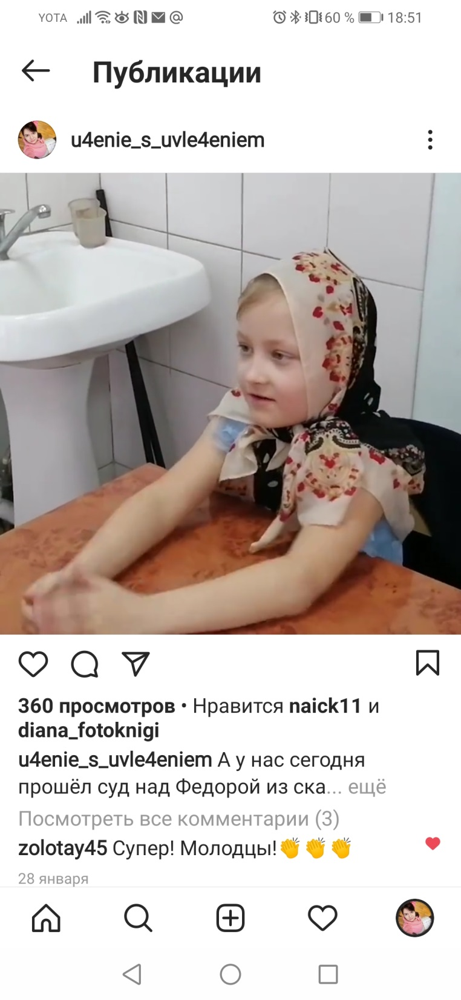 YOTA 60 % 18:51
Публикации
u4enie_s_uvle4eniem
360 просмотров • Нравится naick11 и
diana_fotoknigi
u4enie_s_uvle4eniem А у нас сегодня
прошёл суд над Федорой из ска... ещё
Посмотреть все комментарии (3)
zolotay45 Супер! Молодцы!👏👏👏
28 января